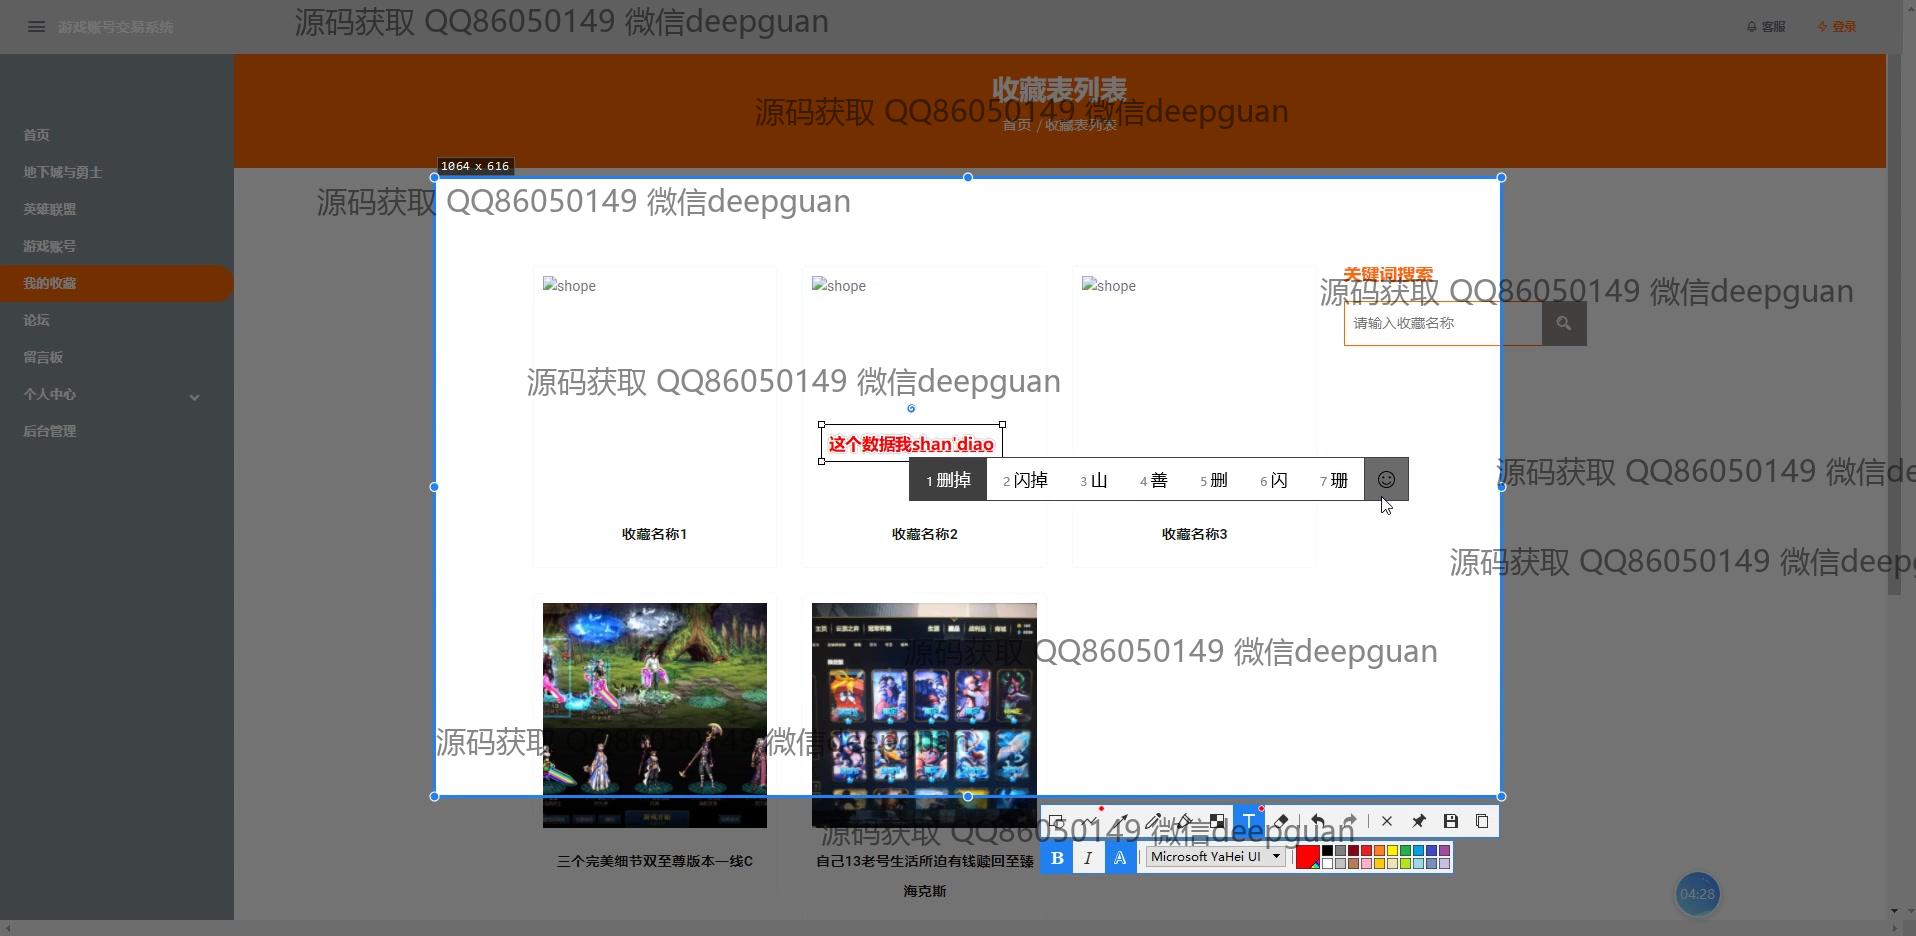 游戏账号交易系统
源码获取 QQ86050149 微信deepguan
客服
登录
收藏表列表
源码获取 QQ86050149 微信deepguan
首页 / 收藏表列表
首页
地下城与勇士
英雄联盟
游戏账号
我的收藏
论坛
留言板
个人中心
后台管理
1064 x 616
源码获取 QQ86050149 微信deepguan
shope
shope
shope
关键词搜索
源码获取 QQ86050149 微信deepguan
请输入收藏名称
源码获取 QQ86050149 微信deepguan
这个数据我shan'diao
1 删掉 2 闪掉 3 山 4 善 5 删 6 闪 7 珊
源码获取 QQ86050149 微信de
收藏名称1
收藏名称2
收藏名称3
源码获取 QQ86050149 微信deep
源码获取 QQ86050149 微信deepguan
源码获取 QQ86050149 微信deepguan
源码获取 QQ86050149 微信deepguan
三个完美细节双至尊版本一线C
自己13老号生活所迫有钱赎回至臻
海克斯
B I A
Microsoft YaHei UI
04:28